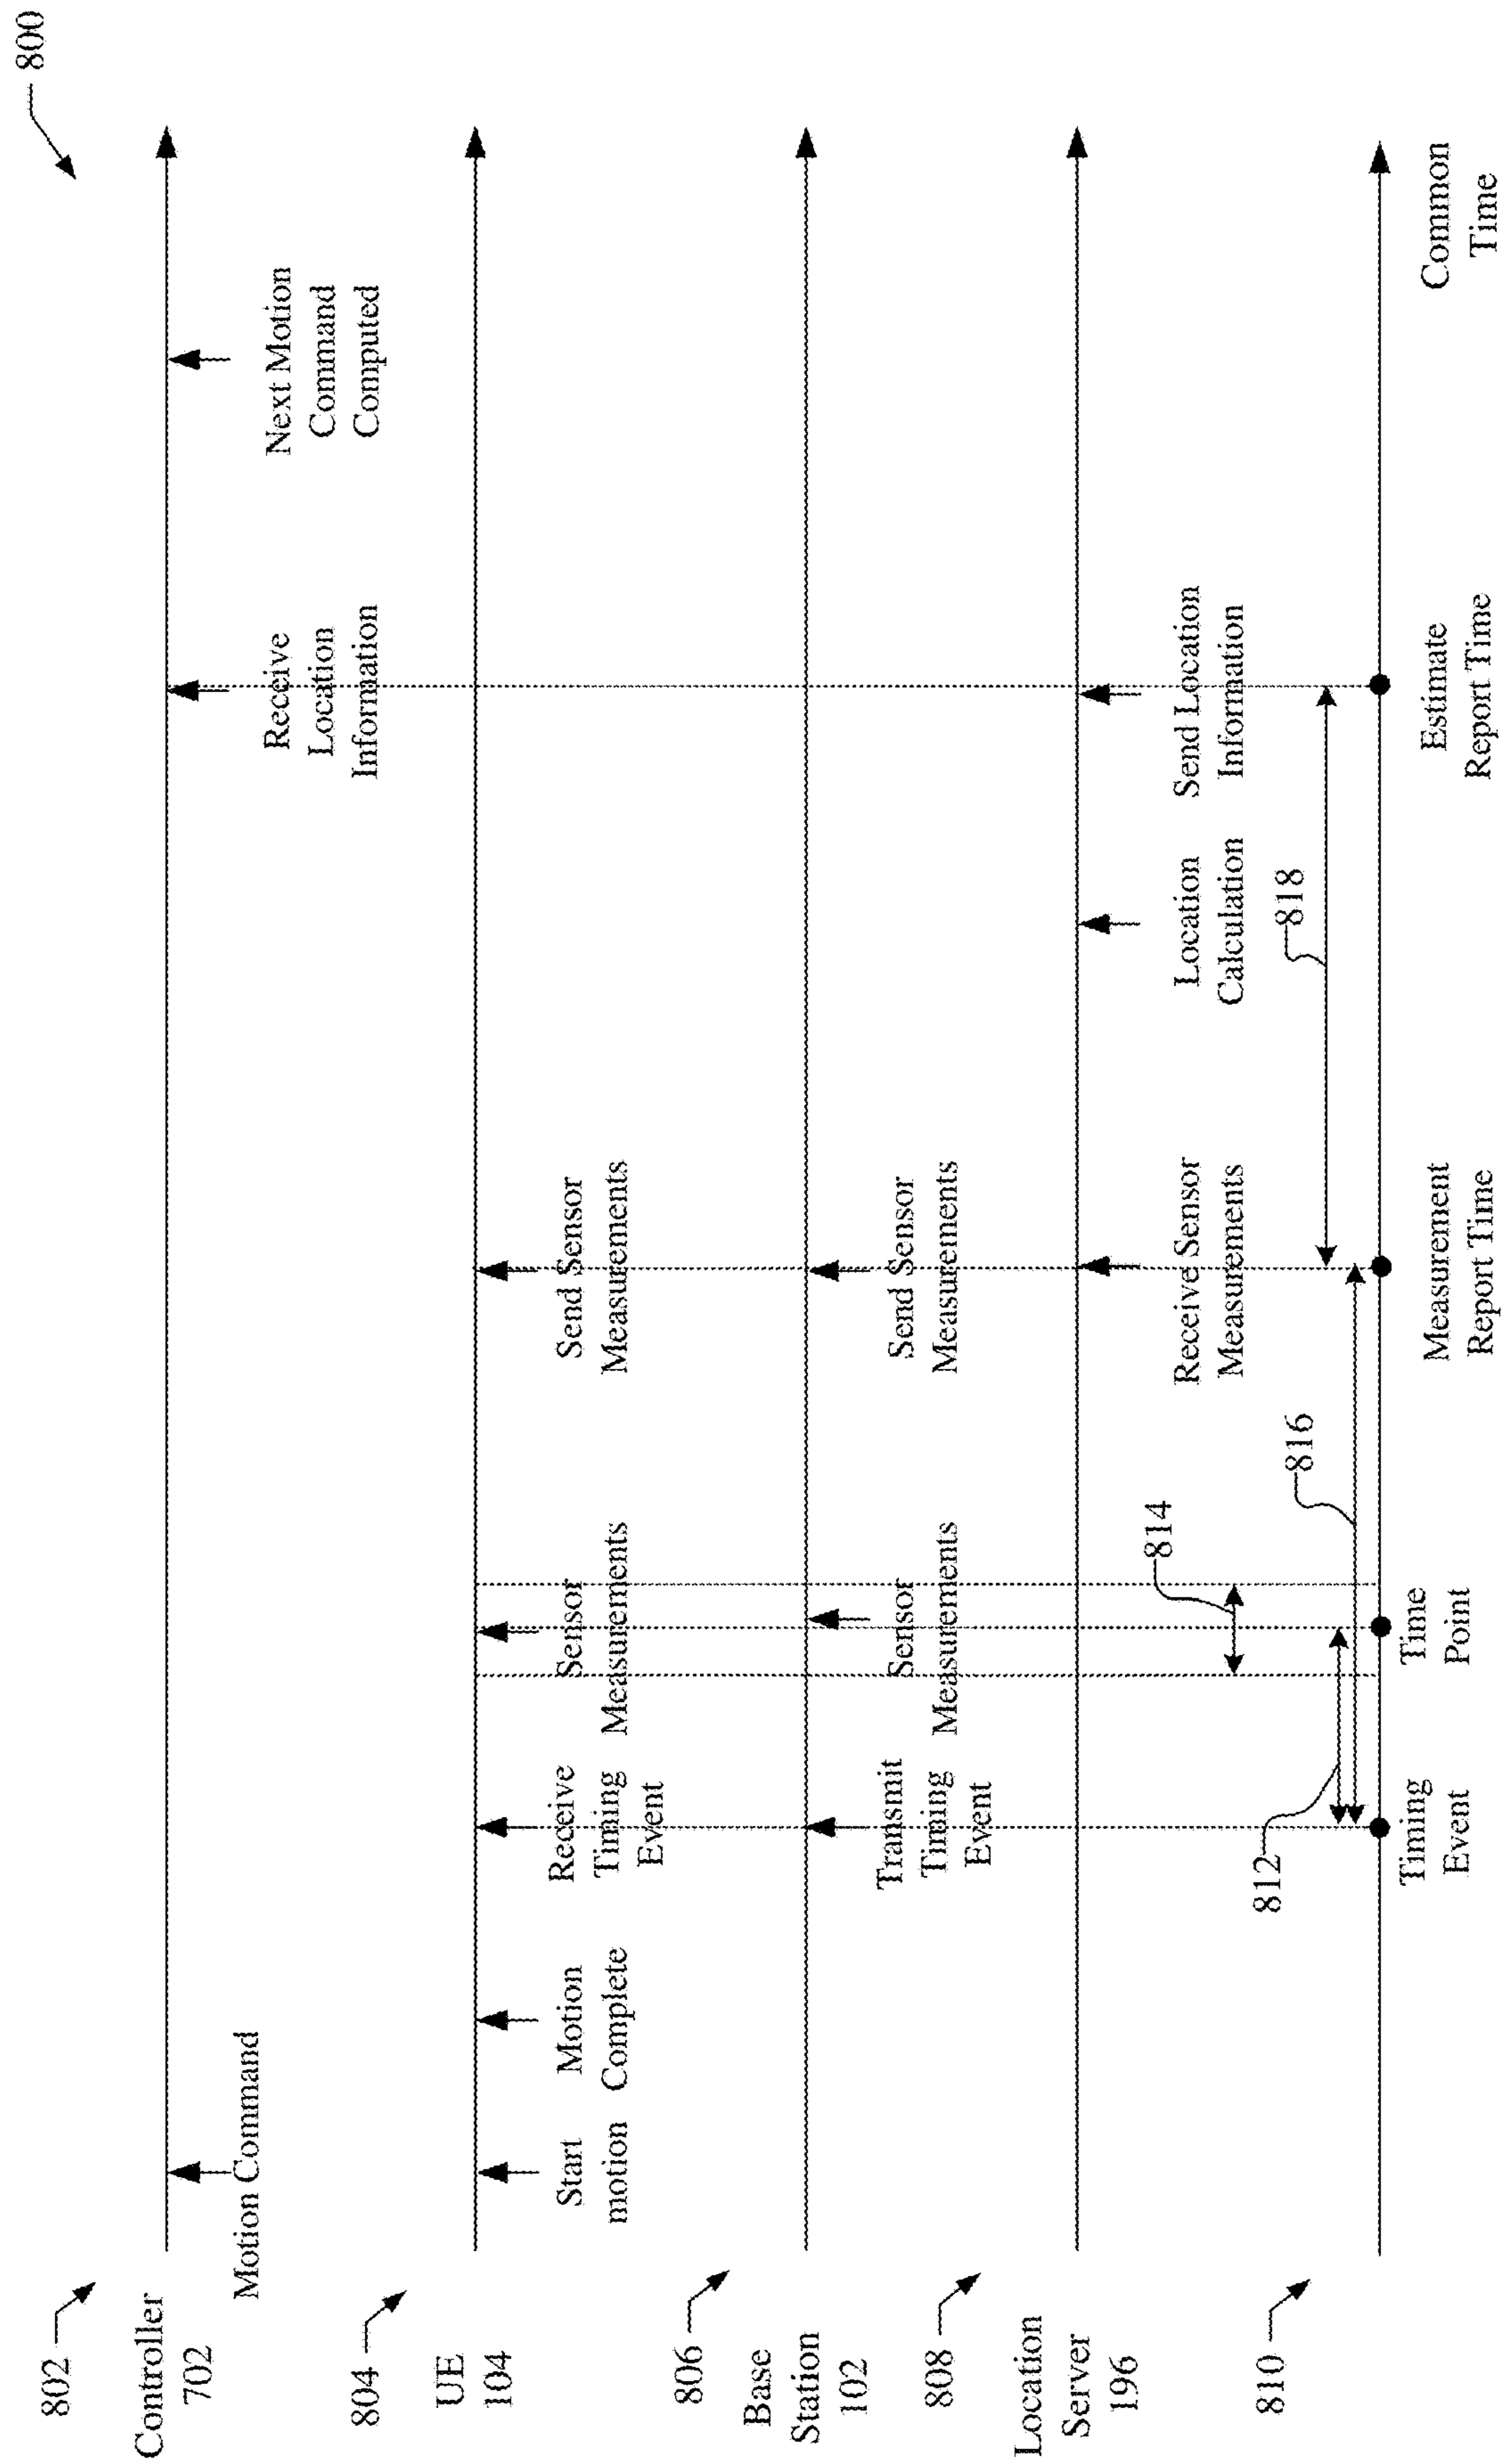 800
802
Controller
702
Motion Command
Receive
Location
Information
Next Motion
Command
Computed
804
UE
104
Start
motion
Motion
Complete
Receive
Timing
Event
Sensor
Measurements
Send Sensor
Measurements
806
Base
Station
102
Transmit
Timing
Event
Sensor
Measurements
Send Sensor
Measurements
808
Location
Server
196
Receive Sensor
Measurements
Location
Calculation
Send Location
Information
810
812
814
816
818
Timing
Event
Time
Point
Measurement
Report Time
Estimate
Report Time
Common
Time